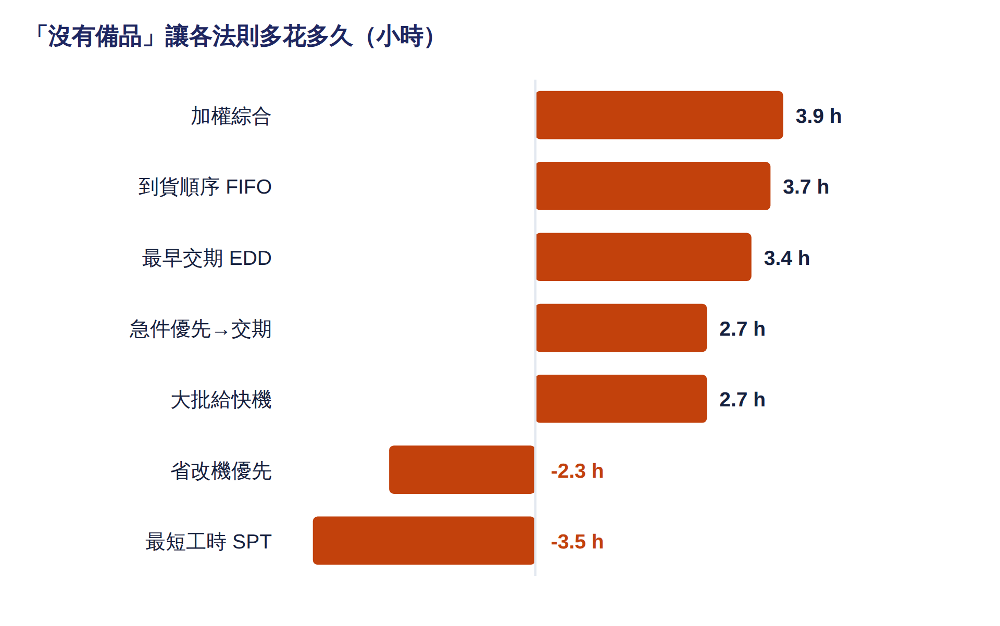 「沒有備品」讓各法則多花多久（小時）
加權綜合 3.9 h
到貨順序 FIFO 3.7 h
最早交期 EDD 3.4 h
急件優先→交期 2.7 h
大批給快機 2.7 h
省改機優先 -2.3 h
最短工時 SPT -3.5 h